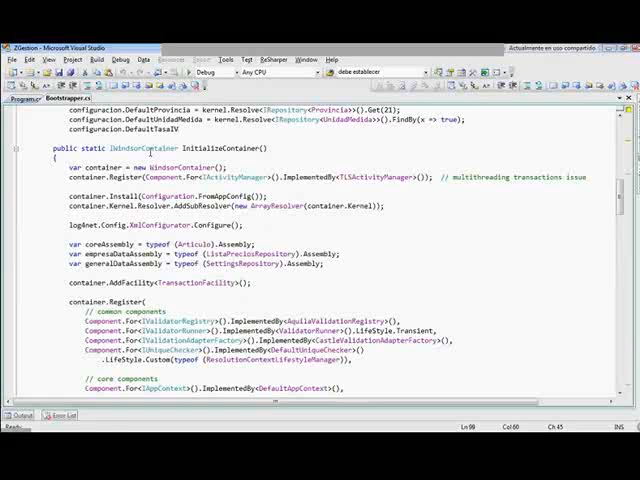 ZGestion - Microsoft Visual Studio
Actualmente en uso compartido
File Edit View Project Build Debug Data Tools Test ReSharper Window Help
Debug Any CPU debe establecer
Program.cs Bootstrapper.cs
configuracion.DefaultProvincia = kernel.Resolve<IRepository<Provincia>>().Get(21);
configuracion.DefaultUnidadMedida = kernel.Resolve<IRepository<UnidadMedida>>().FindBy(x => true);
configuracion.DefaultTasaIV
public static IWindsorContainer InitializeContainer()
{
var container = new WindsorContainer();
container.Register(Component.For<IActivityManager>().ImplementedBy<TLSActivityManager>()); // multithreading transactions issue
container.Install(Configuration.FromAppConfig());
container.Kernel.Resolver.AddSubResolver(new ArrayResolver(container.Kernel));
log4net.Config.XmlConfigurator.Configure();
var coreAssembly = typeof (Articulo).Assembly;
var empresaDataAssembly = typeof (ListaPreciosRepository).Assembly;
var generalDataAssembly = typeof (SettingsRepository).Assembly;
container.AddFacility<TransactionFacility>();
container.Register(
// common components
Component.For<IValidatorRegistry>().ImplementedBy<AquilaValidationRegistry>(),
Component.For<IValidatorRunner>().ImplementedBy<ValidatorRunner>().LifeStyle.Transient,
Component.For<IValidationAdapterFactory>().ImplementedBy<CastleValidationAdapterFactory>(),
Component.For<IUniqueChecker>().ImplementedBy<DefaultUniqueChecker>()
.LifeStyle.Custom(typeof(ResolutionContextLifestyleManager)),
// core components
Component.For<IAppContext>().ImplementedBy<DefaultAppContext>(),
Output Error List
Ready Ln 99 Col 60 Ch 45 INS